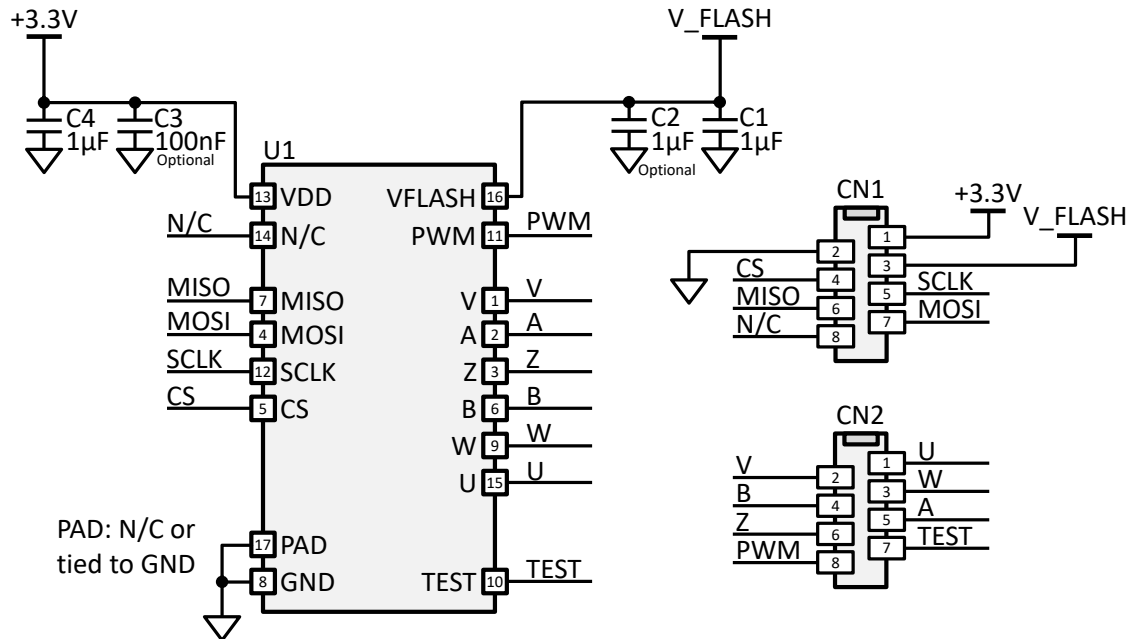 +3.3V
V_FLASH
C4
1µF
C3
100nF
Optional
C2
1µF
Optional
C1
1µF
U1
13 VDD
VFLASH 16
N/C 14 N/C
PWM 11 PWM
MISO 7 MISO
V 1 V
MOSI 4 MOSI
A 2 A
SCLK 12 SCLK
Z 3 Z
CS 5 CS
B 6 B
W 9 W
U 15 U
PAD: N/C or
tied to GND
17 PAD
8 GND
TEST 10 TEST
CN1
+3.3V
V_FLASH
1
2
3
CS 4
5 SCLK
MISO 6
7 MOSI
N/C 8
CN2
1 U
V 2
3 W
B 4
5 A
Z 6
7 TEST
PWM 8